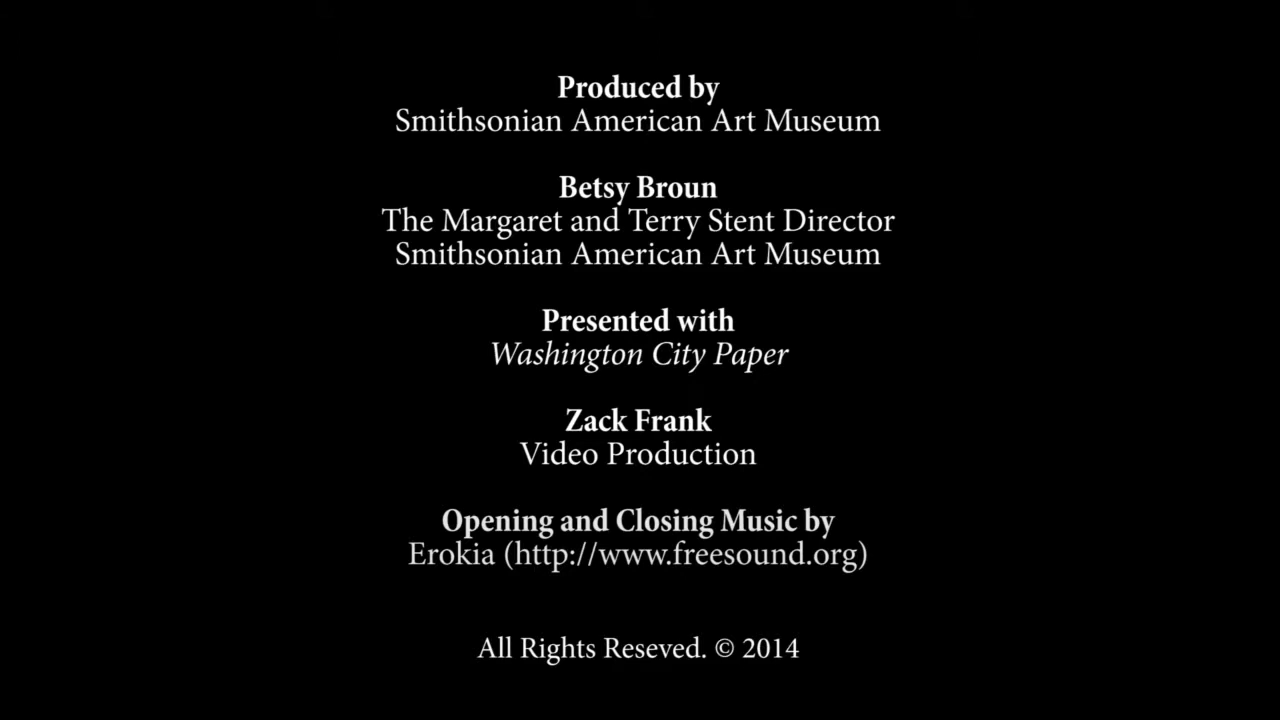 Produced by
Smithsonian American Art Museum
Betsy Broun
The Margaret and Terry Stent Director
Smithsonian American Art Museum
Presented with
Washington City Paper
Zack Frank
Video Production
Opening and Closing Music by
Erokia (http://www.freesound.org)
All Rights Reseved. © 2014